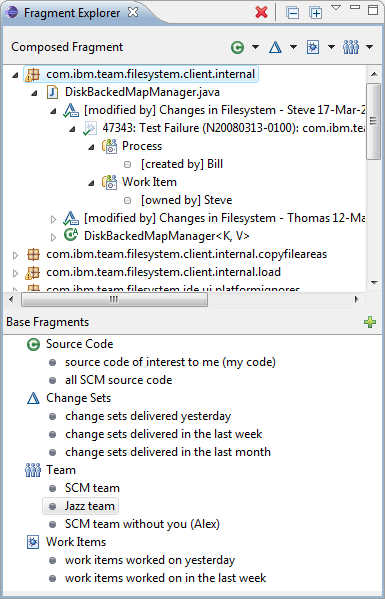 Fragment Explorer
Composed Fragment
com.ibm.team.filesystem.client.internal
DiskBackedMapManager.java
[modified by] Changes in Filesystem - Steve 17-Mar-2
47343: Test Failure (N20080313-0100): com.ibm.tea
Process
[created by] Bill
Work Item
[owned by] Steve
[modified by] Changes in Filesystem - Thomas 12-Ma
DiskBackedMapManager<K, V>
com.ibm.team.filesystem.client.internal.copyfileareas
com.ibm.team.filesystem.client.internal.load
com.ibm.team.filesystem.ide.ui.platformignores
Base Fragments
Source Code
source code of interest to me (my code)
all SCM source code
Change Sets
change sets delivered yesterday
change sets delivered in the last week
change sets delivered in the last month
Team
SCM team
Jazz team
SCM team without you (Alex)
Work Items
work items worked on yesterday
work items worked on in the last week